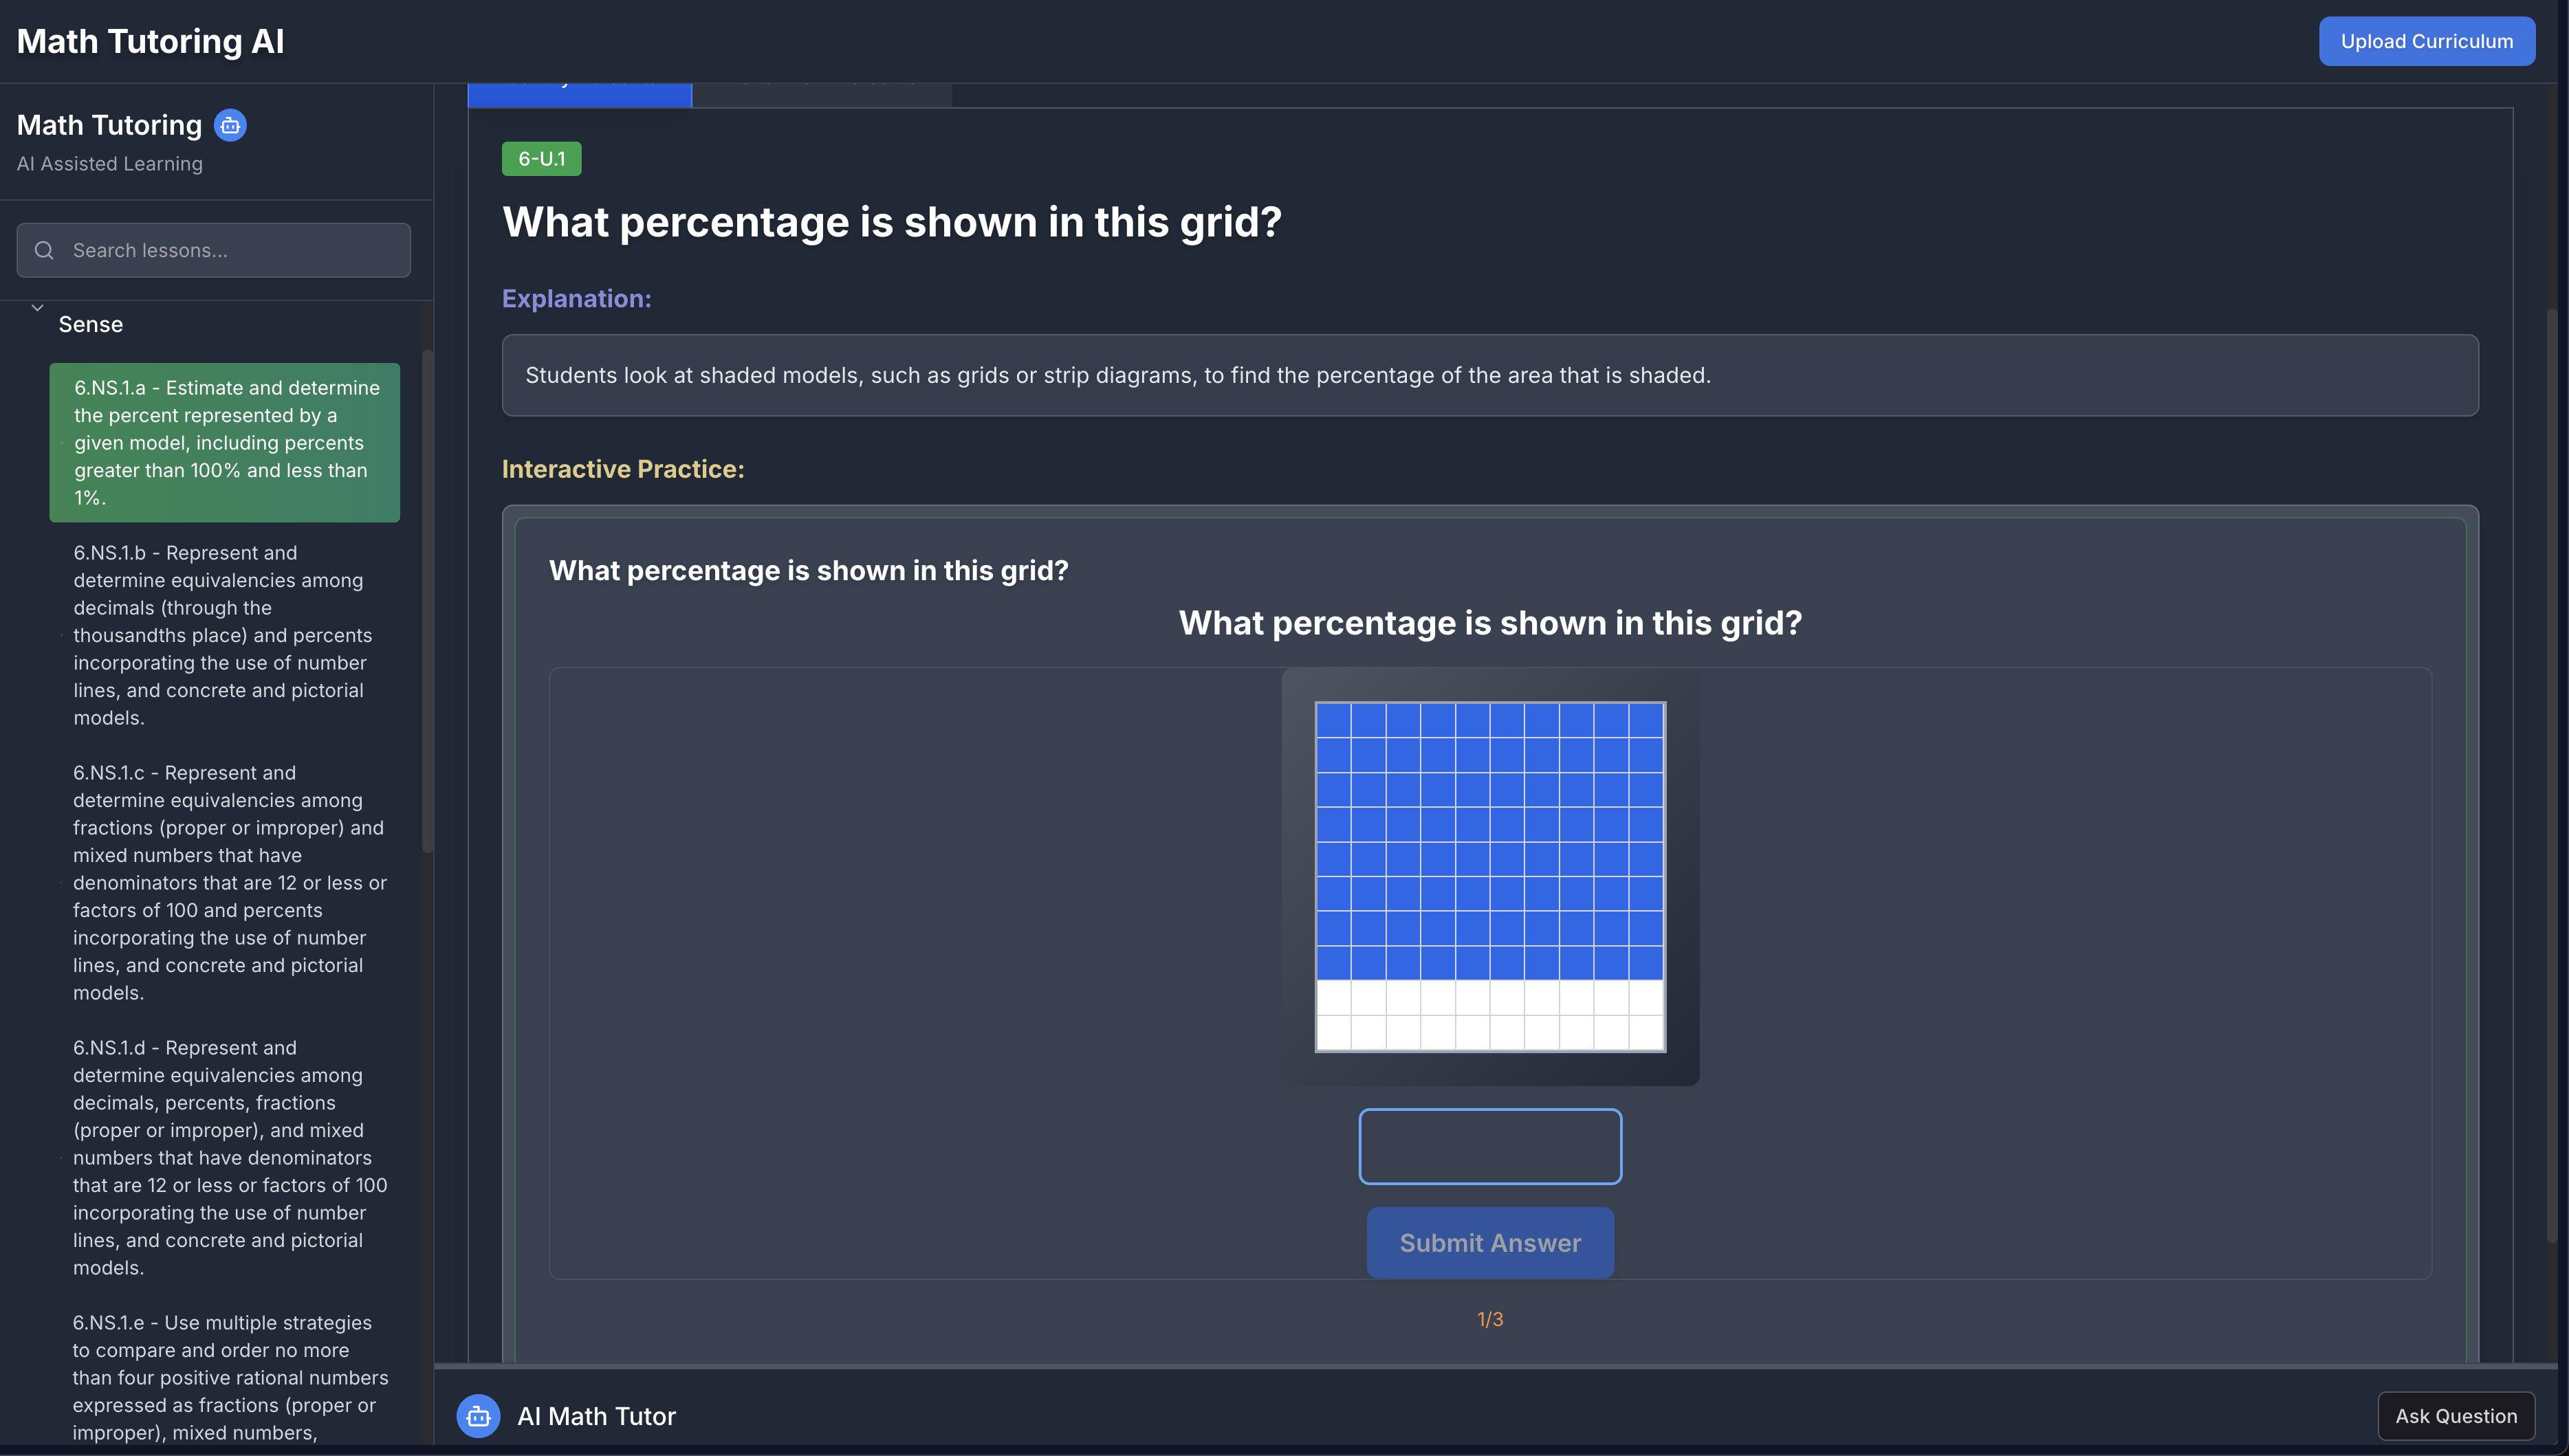 Math Tutoring AI
Upload Curriculum
Math Tutoring
AI Assisted Learning
Search lessons...
Sense
6.NS.1.a - Estimate and determine
the percent represented by a
given model, including percents
greater than 100% and less than
1%.
6.NS.1.b - Represent and
determine equivalencies among
decimals (through the
thousandths place) and percents
incorporating the use of number
lines, and concrete and pictorial
models.
6.NS.1.c - Represent and
determine equivalencies among
fractions (proper or improper) and
mixed numbers that have
denominators that are 12 or less or
factors of 100 and percents
incorporating the use of number
lines, and concrete and pictorial
models.
6.NS.1.d - Represent and
determine equivalencies among
decimals, percents, fractions
(proper or improper), and mixed
numbers that have denominators
that are 12 or less or factors of 100
incorporating the use of number
lines, and concrete and pictorial
models.
6.NS.1.e - Use multiple strategies
to compare and order no more
than four positive rational numbers
expressed as fractions (proper or
improper), mixed numbers,
6-U.1
What percentage is shown in this grid?
Explanation:
Students look at shaded models, such as grids or strip diagrams, to find the percentage of the area that is shaded.
Interactive Practice:
What percentage is shown in this grid?
What percentage is shown in this grid?
Submit Answer
1/3
AI Math Tutor
Ask Question